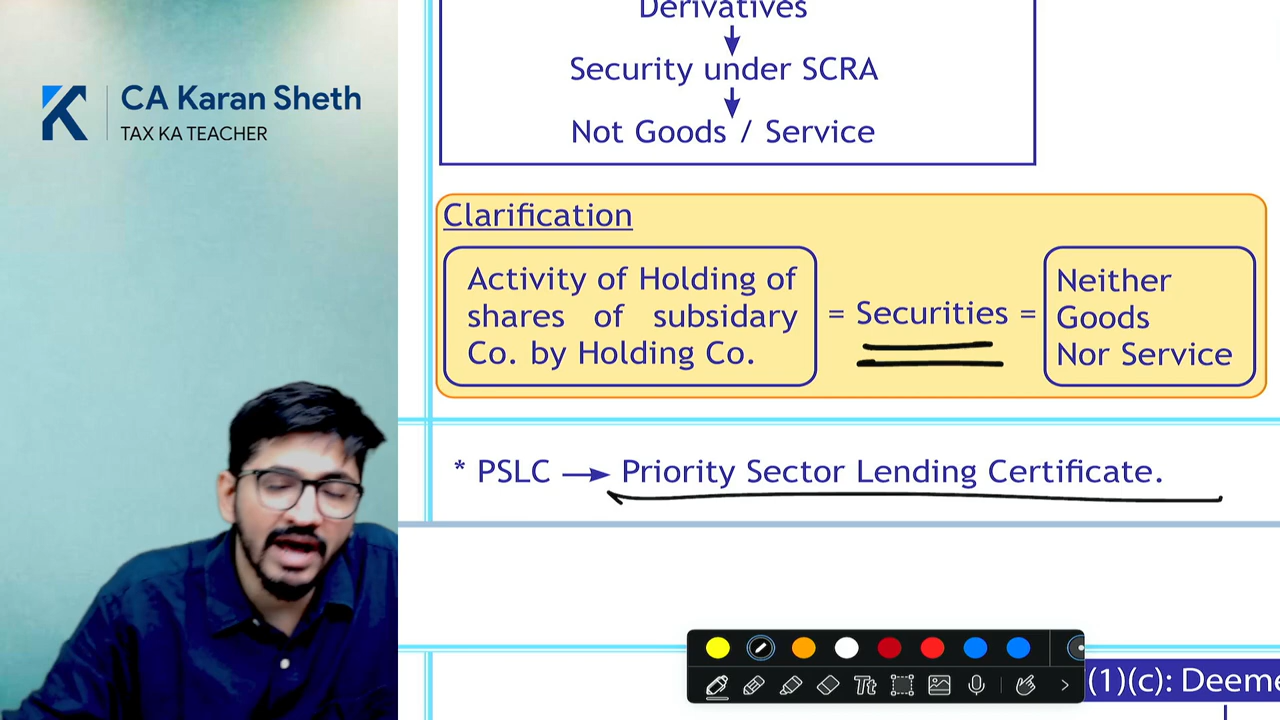 CA Karan Sheth
TAX KA TEACHER
Derivatives
Security under SCRA
Not Goods / Service
Clarification
Activity of Holding of
shares of subsidary
Co. by Holding Co.
= Securities =
Neither
Goods
Nor Service
* PSLC → Priority Sector Lending Certificate.
Tt
(1)(c): Deeme